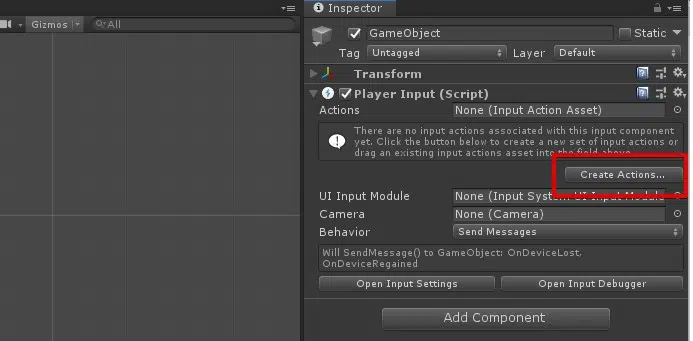 Gizmos
All
Inspector
GameObject
Static
Tag
Untagged
Layer
Default
Transform
Player Input (Script)
Actions
None (Input Action Asset)
There are no input actions associated with this input component
yet. Click the button below to create a new set of input actions or
drag an existing input actions asset into the field above.
Create Actions...
UI Input Module
None (Input System UI Input Module
Camera
None (Camera)
Behavior
Send Messages
Will SendMessage() to GameObject: OnDeviceLost,
OnDeviceRegained
Open Input Settings
Open Input Debugger
Add Component